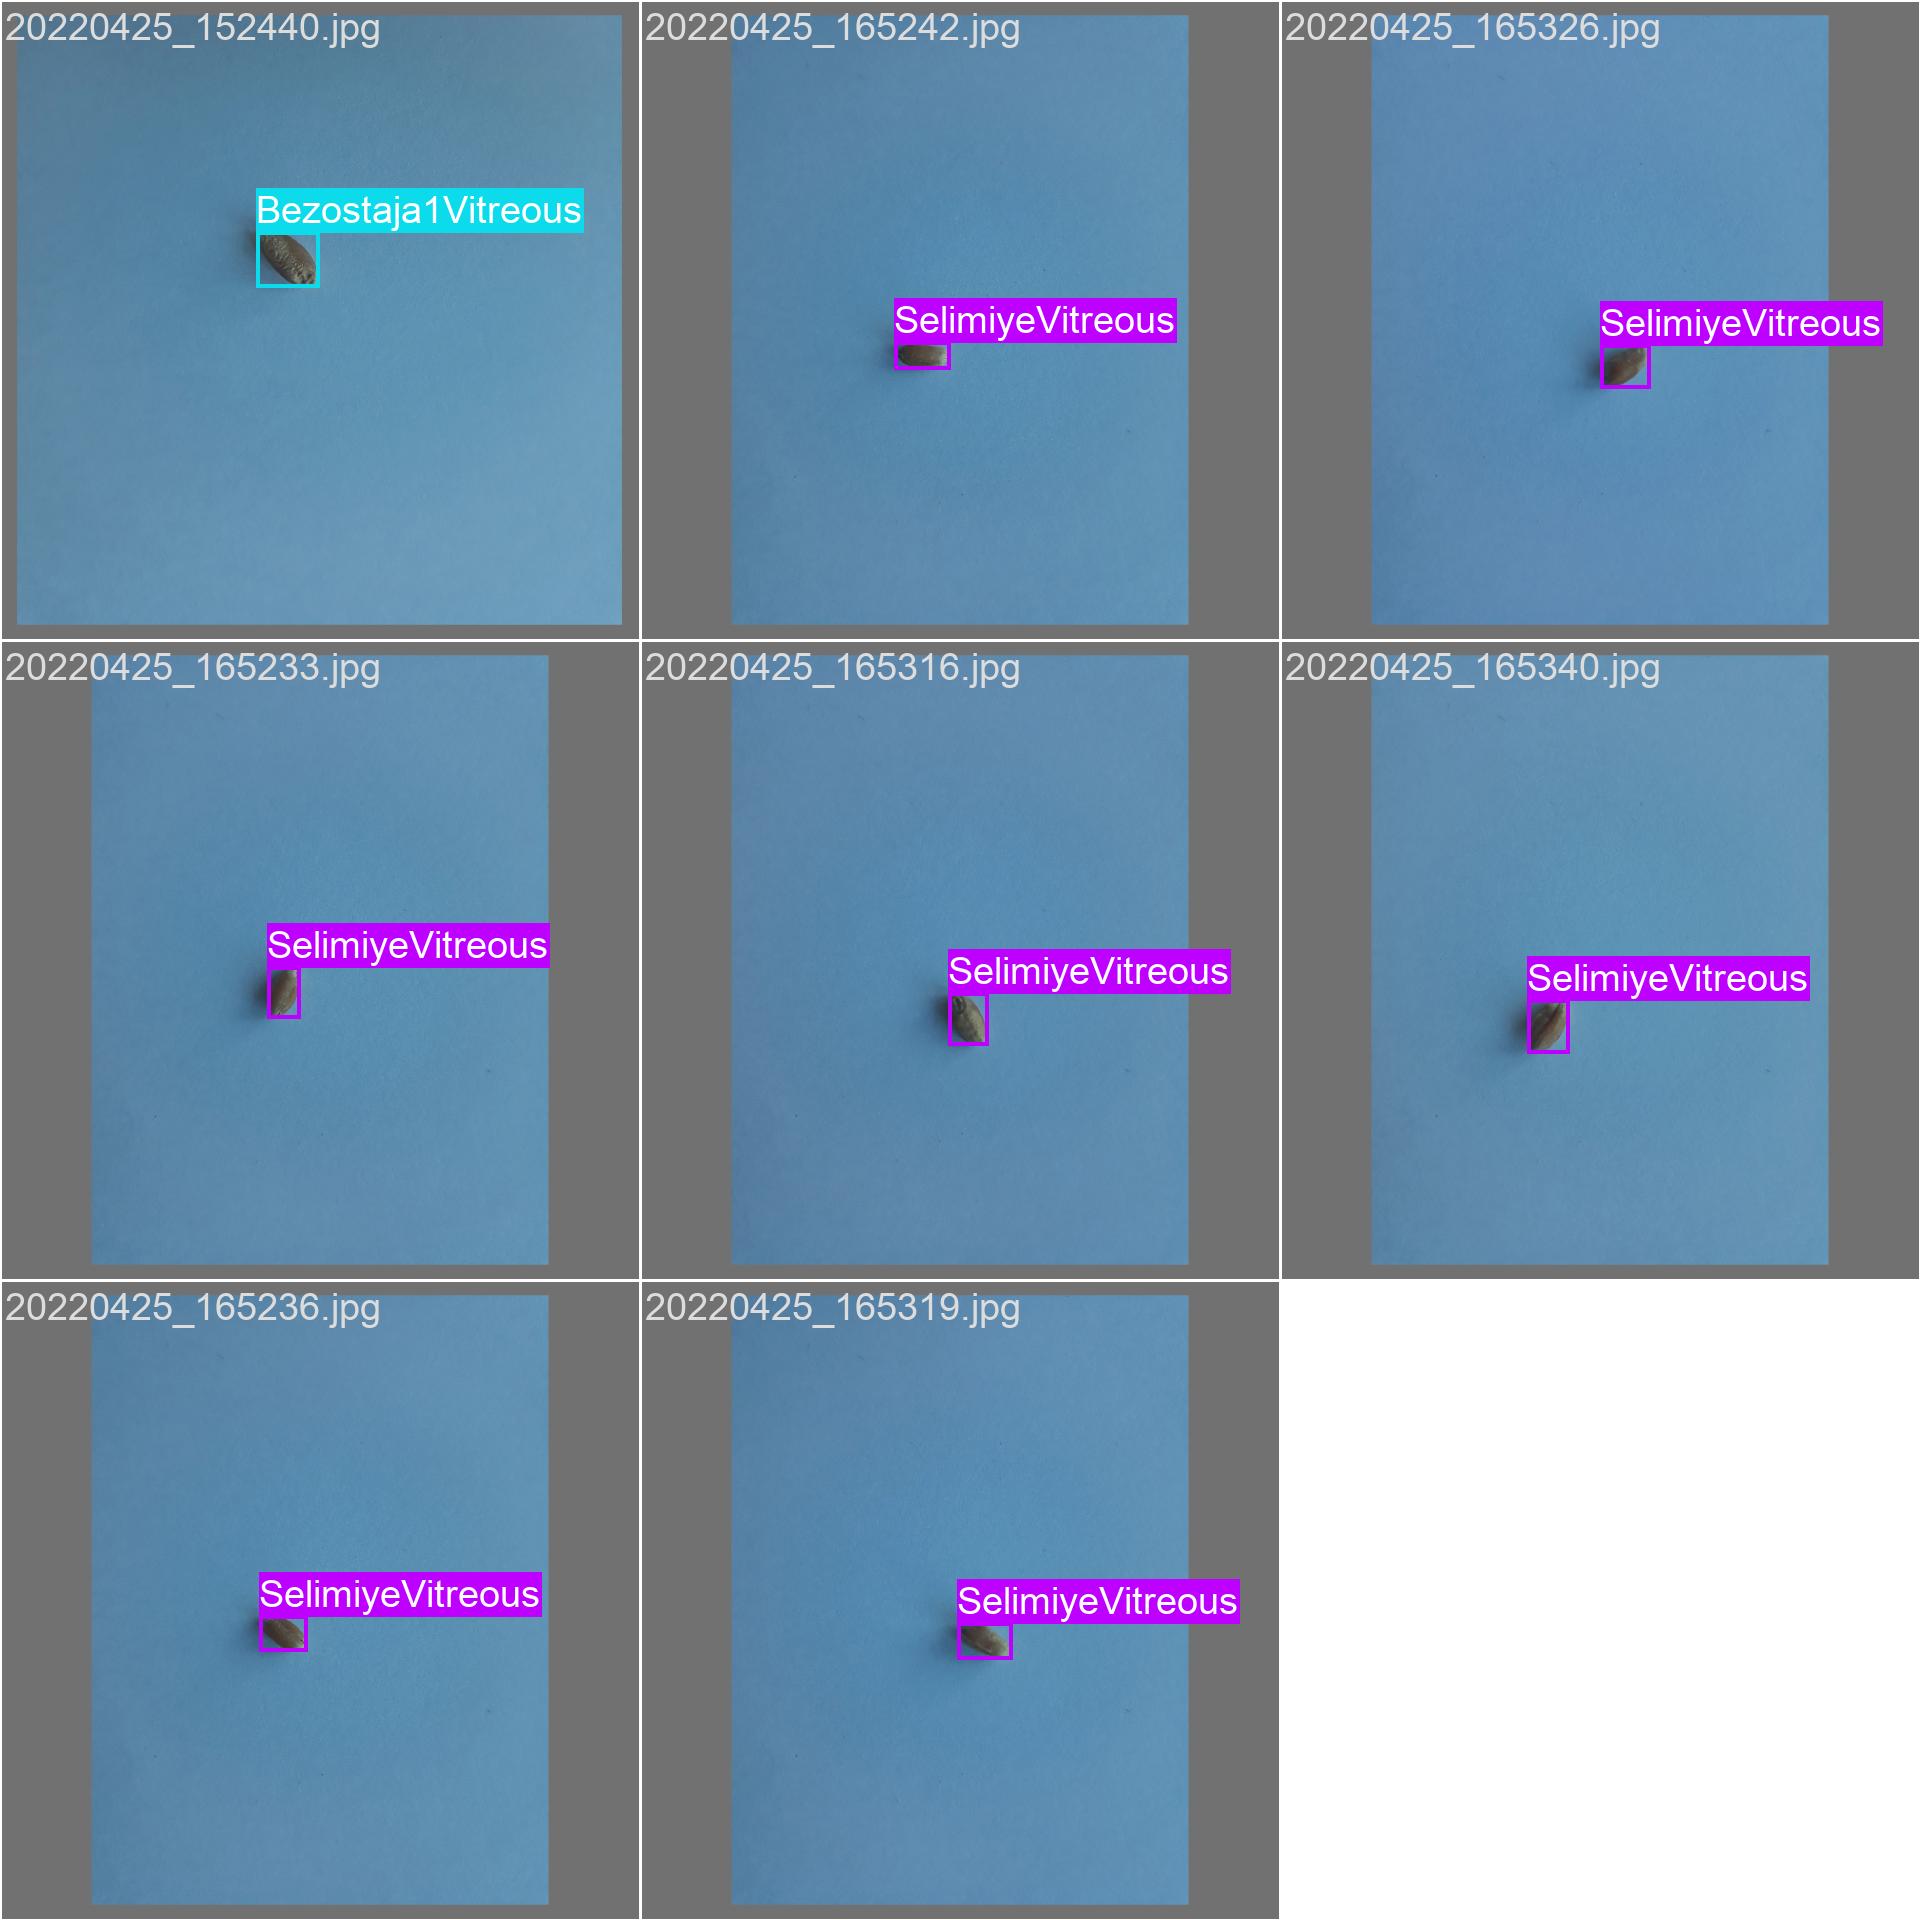 20220425_152440.jpg
Bezostaja1Vitreous
20220425_165242.jpg
SelimiyeVitreous
20220425_165326.jpg
SelimiyeVitreous
20220425_165233.jpg
SelimiyeVitreous
20220425_165316.jpg
SelimiyeVitreous
20220425_165340.jpg
SelimiyeVitreous
20220425_165236.jpg
SelimiyeVitreous
20220425_165319.jpg
SelimiyeVitreous